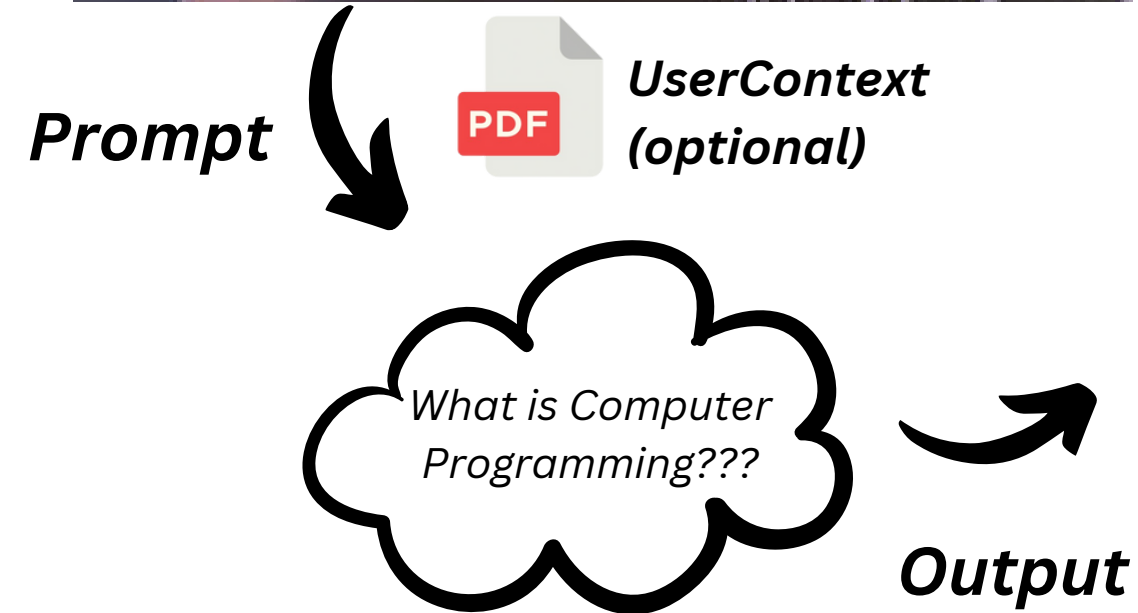 Prompt
PDF
UserContext
(optional)
What is Computer
Programming???
Output